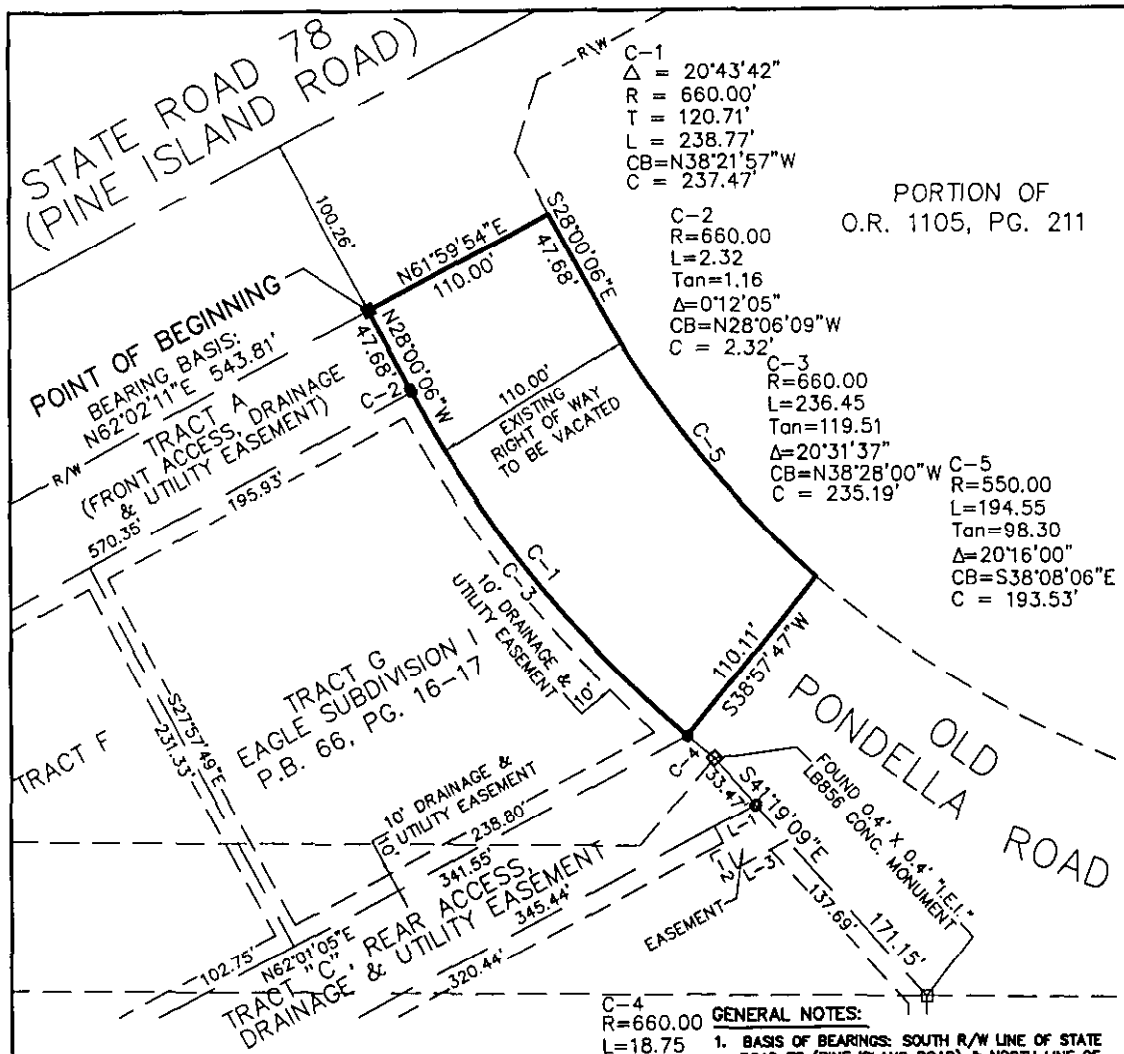 STATE ROAD 78
(PINE ISLAND ROAD)
R\W
C-1
Δ = 20°43'42"
R = 660.00'
T = 120.71'
L = 238.77'
CB=N38°21'57"W
C = 237.47'
PORTION OF
O.R. 1105, PG. 211
C-2
R=660.00
L=2.32
Tan=1.16
Δ=0°12'05"
CB=N28°06'09"W
C = 2.32'
C-3
R=660.00
L=236.45
Tan=119.51
Δ=20°31'37"
CB=N38°28'00"W
C = 235.19'
C-5
R=550.00
L=194.55
Tan=98.30
Δ=20°16'00"
CB=S38°08'06"E
C = 193.53'
100.26'
N61°59'54"E
110.00'
S28°00'06"E
47.68'
POINT OF BEGINNING
BEARING BASIS:
N62°02'11"E 543.81'
N28°00'06"W
47.68'
C-2
R/W
TRACT A
(FRONT ACCESS, DRAINAGE
& UTILITY EASEMENT)
195.93'
570.35'
110.00'
EXISTING
RIGHT OF WAY
TO BE VACATED
C-5
C-1
C-3
10' DRAINAGE &
UTILITY EASEMENT
10'
110.11'
S38°57'47"W
TRACT F
S27°57'49"E
231.33'
TRACT G
EAGLE SUBDIVISION I
P.B. 66, PG. 16-17
OLD
PONDELLA ROAD
10' DRAINAGE &
UTILITY EASEMENT
10'
238.80'
341.55'
C-4
33.47'
S41°19'09"E
FOUND 0.4' X 0.4' "I.E.I."
LB856 CONC. MONUMENT
L-1
L-2
L-3
EASEMENT
137.69'
171.15'
102.75'
N62°01'05"E
345.44'
TRACT "C", REAR ACCESS,
DRAINAGE & UTILITY EASEMENT
320.44'
C-4
R=660.00
L=18.75
GENERAL NOTES:
1. BASIS OF BEARINGS: SOUTH R/W LINE OF STATE
ROAD 78 (PINE ISLAND ROAD) & NORTH LINE OF